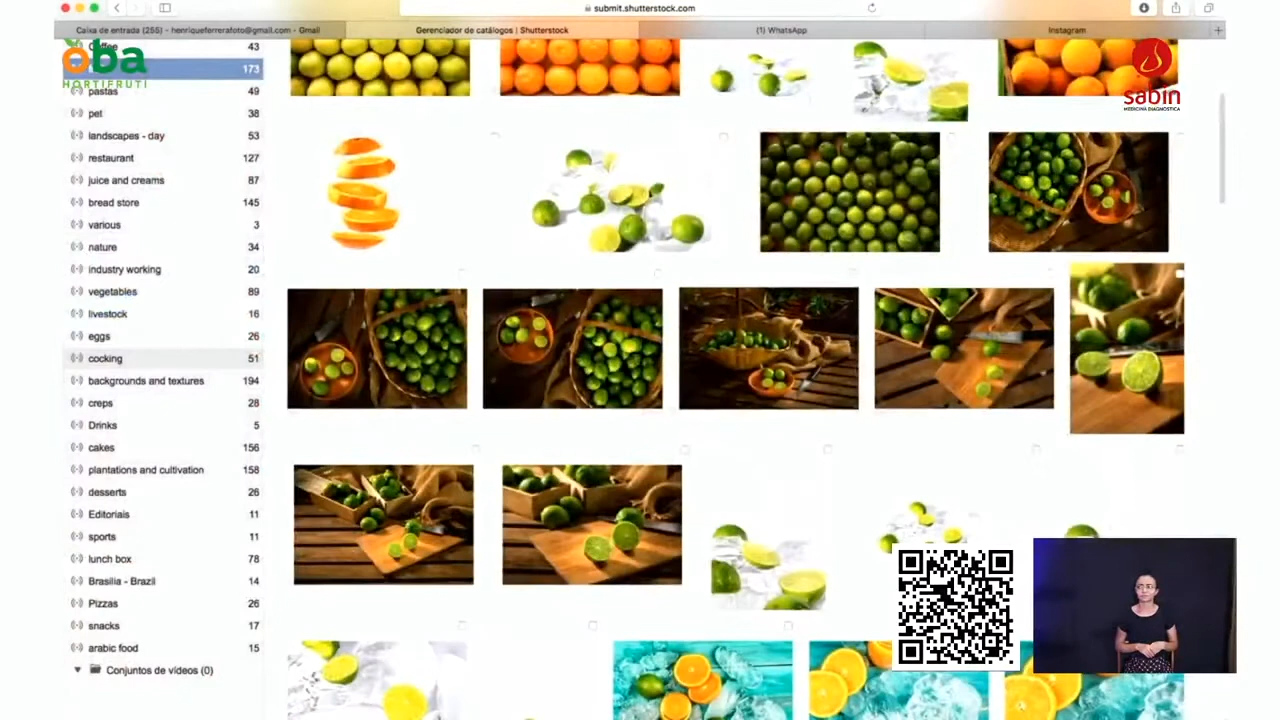 submit.shutterstock.com
Caixa de entrada (255) - henriqueferrerafoto@gmail.com - Gmail
Gerenciador de catálogos | Shutterstock
(1) WhatsApp
Instagram
Coffee 43
173
oba
HORTIFRUTI
sabin
MEDICINA DIAGNÓSTICA
pastas 49
pet 38
landscapes - day 53
restaurant 127
juice and creams 87
bread store 145
various 3
nature 34
industry working 20
vegetables 89
livestock 16
eggs 26
cocking 51
backgrounds and textures 194
creps 28
Drinks 5
cakes 156
plantations and cultivation 158
desserts 26
Editoriais 11
sports 11
lunch box 78
Brasilia - Brazil 14
Pizzas 26
snacks 17
arabic food 15
Conjuntos de vídeos (0)